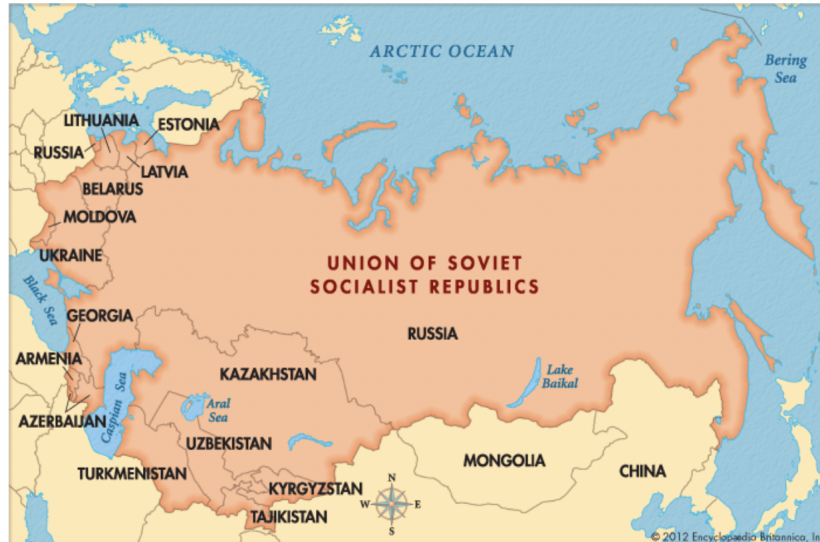 ARCTIC OCEAN
Bering
Sea
LITHUANIA
ESTONIA
RUSSIA
LATVIA
BELARUS
MOLDOVA
UKRAINE
UNION OF SOVIET
SOCIALIST REPUBLICS
Black Sea
GEORGIA
RUSSIA
ARMENIA
KAZAKHSTAN
Lake
Baikal
Caspian Sea
Aral
Sea
AZERBAIJAN
UZBEKISTAN
MONGOLIA
CHINA
TURKMENISTAN
KYRGYZSTAN
N
W
E
S
TAJIKISTAN
© 2012 Encyclopædia Britannica, In